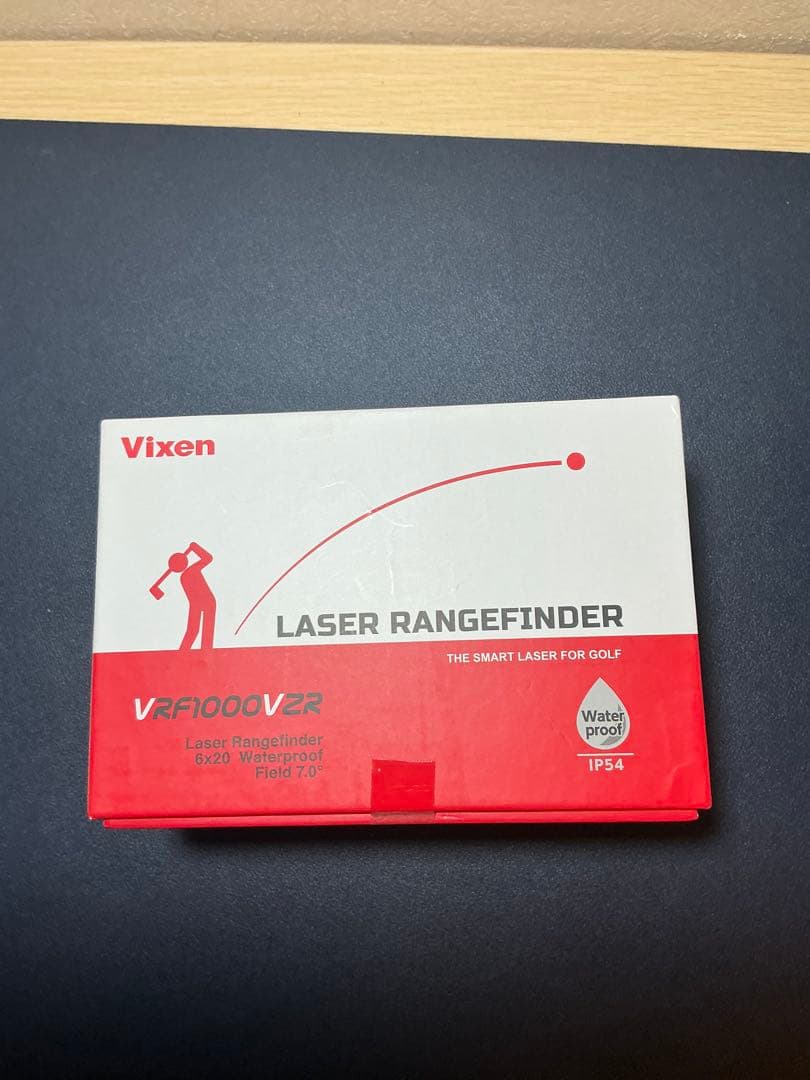 Vixen
LASER RANGEFINDER
THE SMART LASER FOR GOLF
VRF1000VZR
Laser Rangefinder
6x20 Waterproof
Field 7.0°
Water
proof
IP54